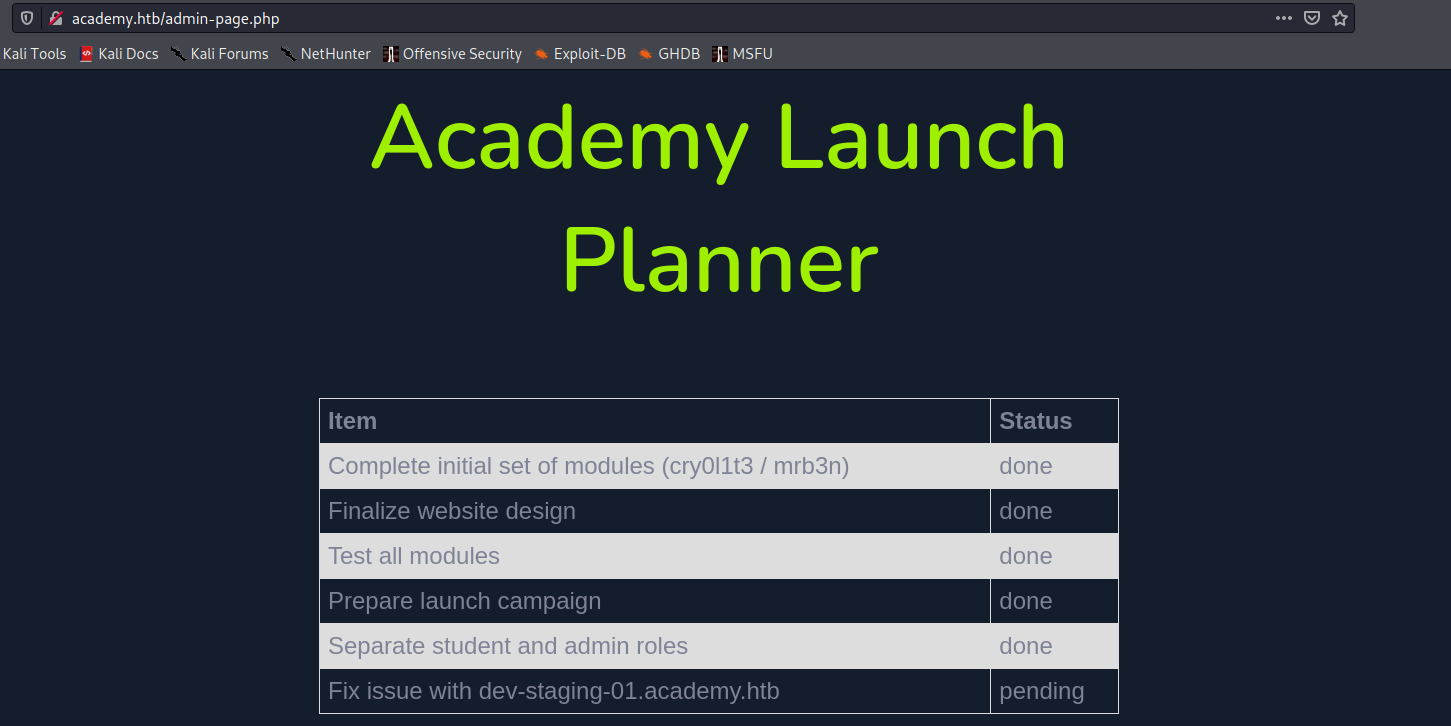 academy.htb/admin-page.php
Kali Tools Kali Docs Kali Forums NetHunter Offensive Security Exploit-DB GHDB MSFU
Academy Launch
Planner
Item Status
Complete initial set of modules (cry0l1t3 / mrb3n) done
Finalize website design done
Test all modules done
Prepare launch campaign done
Separate student and admin roles done
Fix issue with dev-staging-01.academy.htb pending